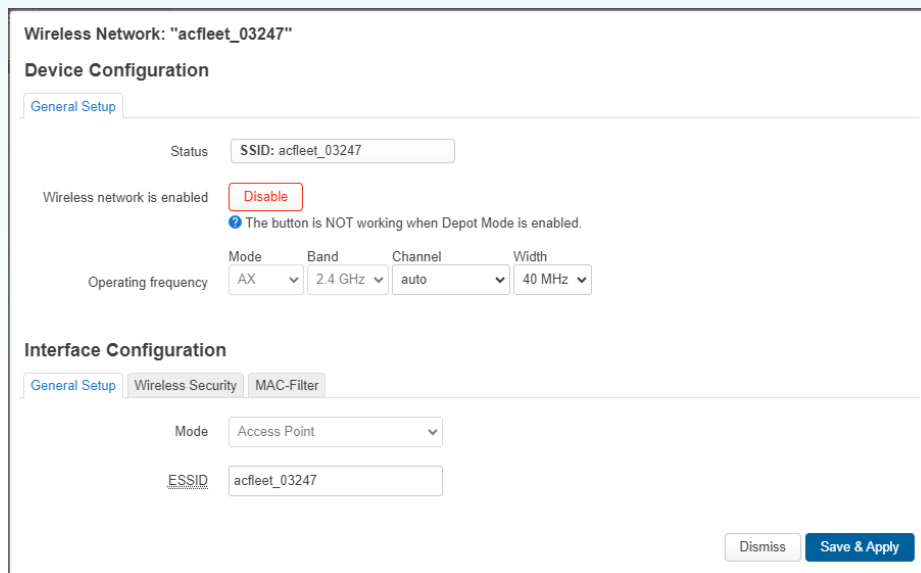 Wireless Network: "acfleet_03247"
Device Configuration
General Setup
Status SSID: acfleet_03247
Wireless network is enabled Disable
The button is NOT working when Depot Mode is enabled.
Mode Band Channel Width
Operating frequency AX 2.4 GHz auto 40 MHz
Interface Configuration
General Setup Wireless Security MAC-Filter
Mode Access Point
ESSID acfleet_03247
Dismiss Save & Apply